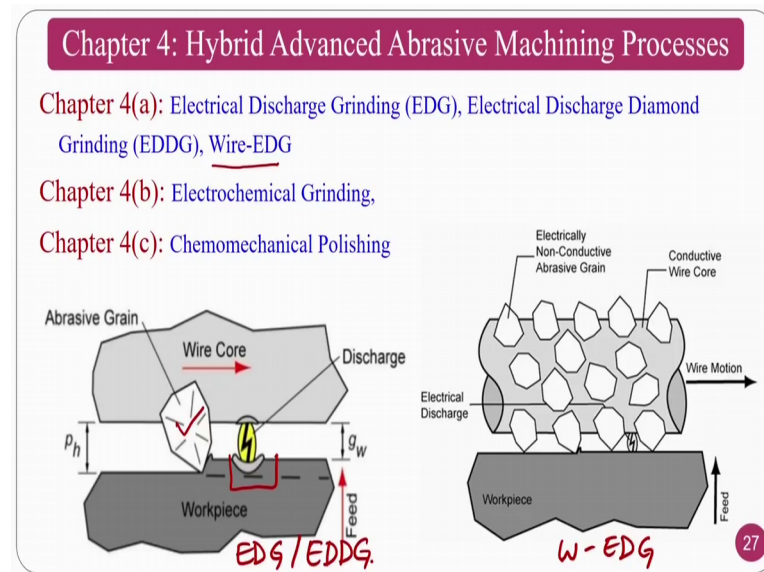 Chapter 4: Hybrid Advanced Abrasive Machining Processes
Chapter 4(a): Electrical Discharge Grinding (EDG), Electrical Discharge Diamond
Grinding (EDDG), Wire-EDG
Chapter 4(b): Electrochemical Grinding,
Chapter 4(c): Chemomechanical Polishing
Abrasive Grain
Wire Core
Discharge
Ph
gw
Workpiece
Feed
EDG / EDDG.
Electrically
Non-Conductive
Abrasive Grain
Conductive
Wire Core
Wire Motion
Electrical
Discharge
Workpiece
Feed
W - EDG
27